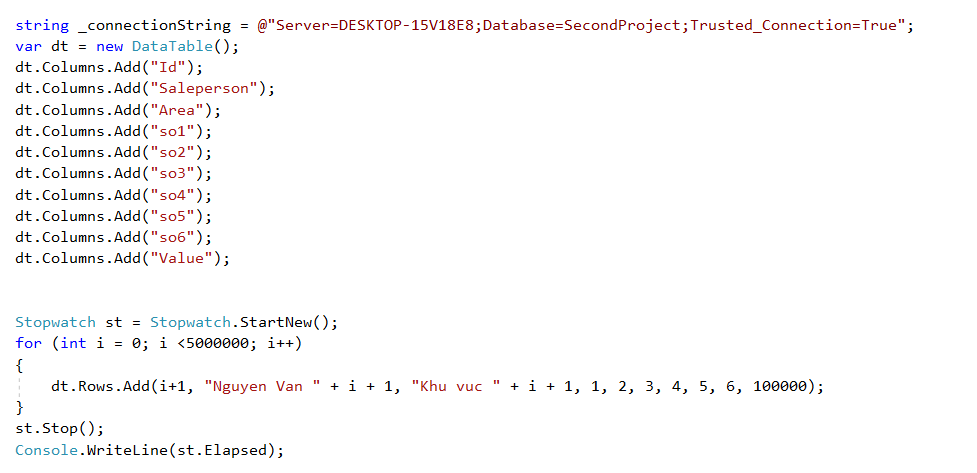 string _connectionString = @"Server=DESKTOP-15V18E8;Database=SecondProject;Trusted_Connection=True";
var dt = new DataTable();
dt.Columns.Add("Id");
dt.Columns.Add("Saleperson");
dt.Columns.Add("Area");
dt.Columns.Add("so1");
dt.Columns.Add("so2");
dt.Columns.Add("so3");
dt.Columns.Add("so4");
dt.Columns.Add("so5");
dt.Columns.Add("so6");
dt.Columns.Add("Value");
Stopwatch st = Stopwatch.StartNew();
for (int i = 0; i <5000000; i++)
{
    dt.Rows.Add(i+1, "Nguyen Van " + i + 1, "Khu vuc " + i + 1, 1, 2, 3, 4, 5, 6, 100000);
}
st.Stop();
Console.WriteLine(st.Elapsed);